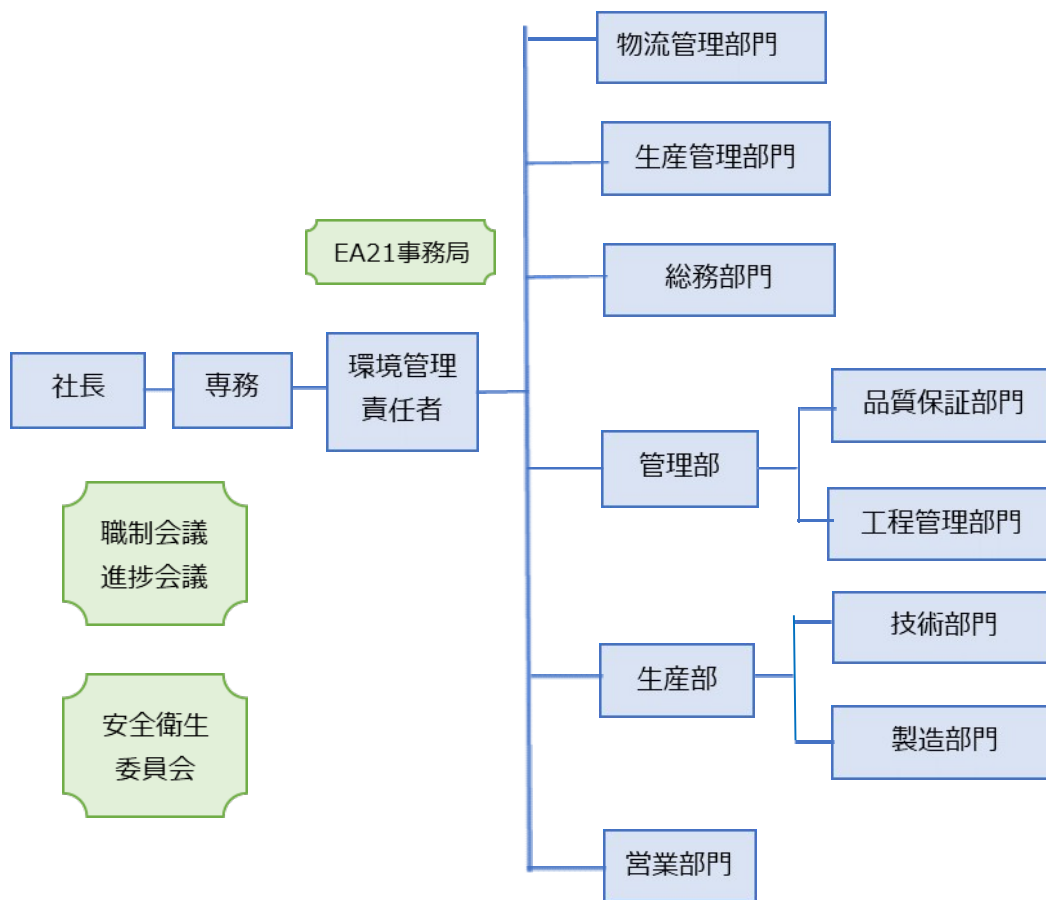 物流管理部門
生産管理部門
EA21事務局
総務部門
社長
専務
環境管理
責任者
品質保証部門
管理部
工程管理部門
職制会議
進捗会議
技術部門
生産部
安全衛生
委員会
製造部門
営業部門